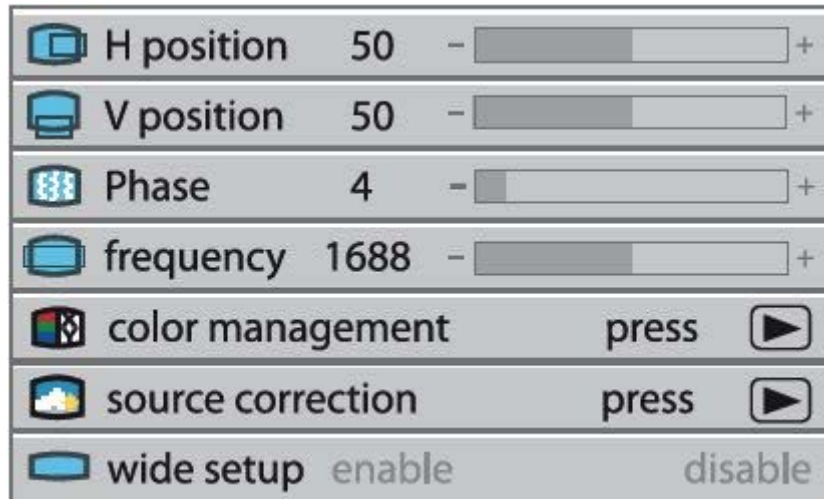 H position 50 - +
V position 50 - +
Phase 4 - +
frequency 1688 - +
color management press
source correction press
wide setup enable disable